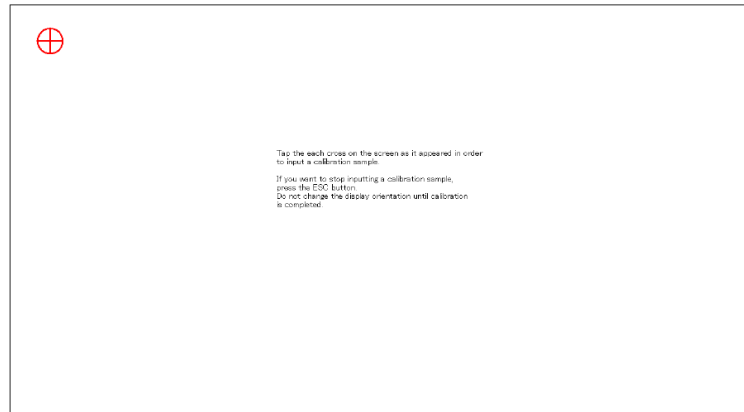 Tap the each cross on the screen as it appeared in order
to input a calibration sample.
If you want to stop inputting a calibration sample,
press the ESC button.
Do not change the display orientation until calibration
is completed.